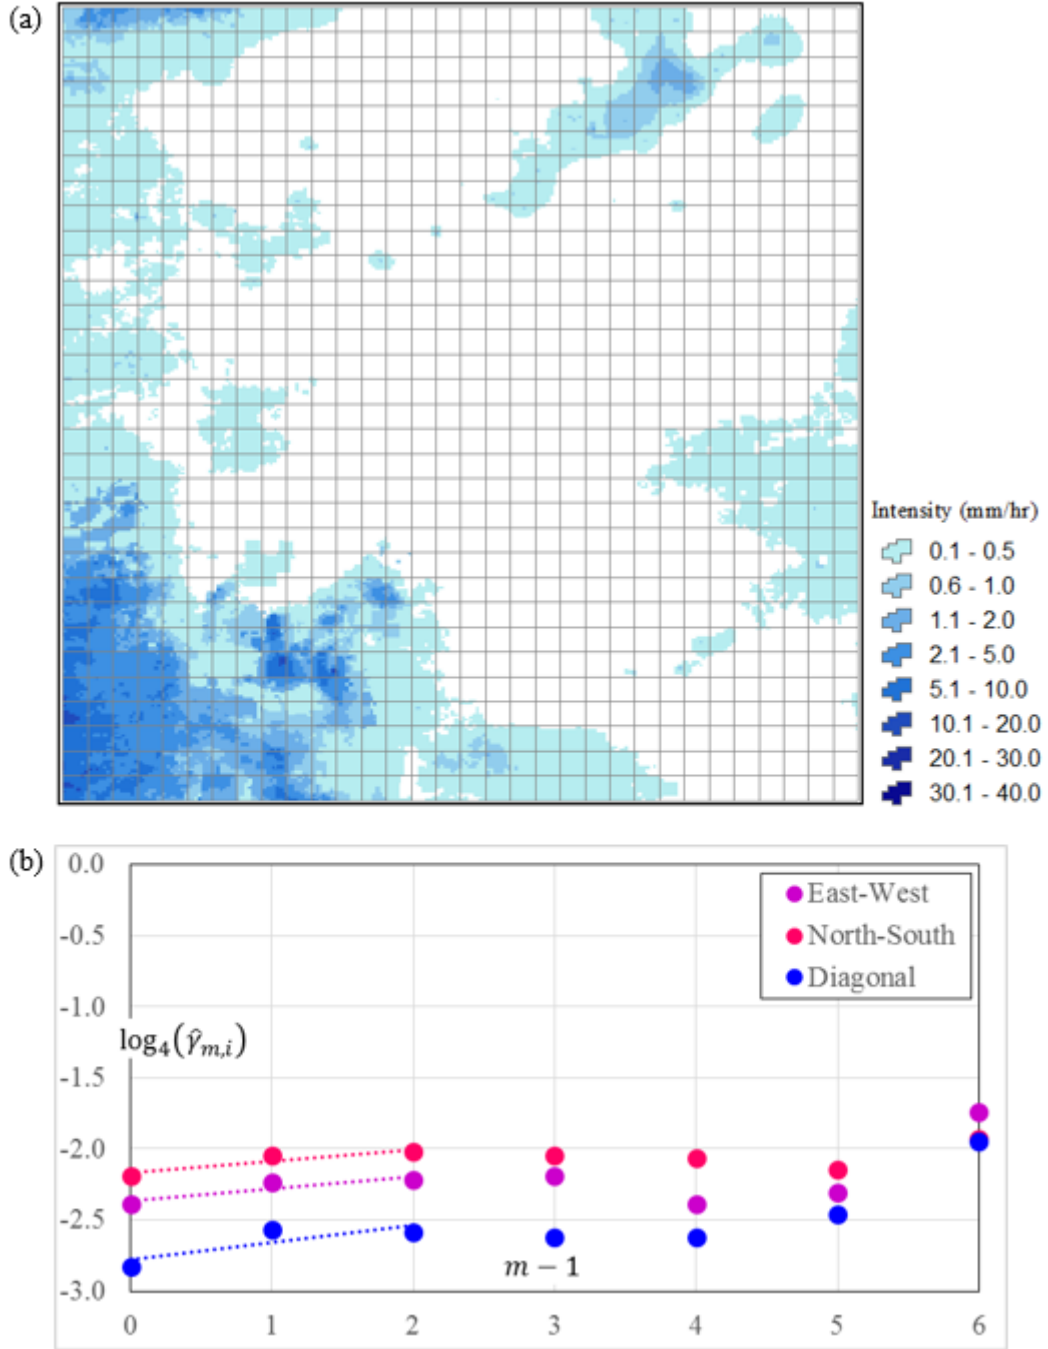 (a)
Intensity (mm/hr)
0.1 - 0.5
0.6 - 1.0
1.1 - 2.0
2.1 - 5.0
5.1 - 10.0
10.1 - 20.0
20.1 - 30.0
30.1 - 40.0
(b)
0.0
East-West
-0.5
North-South
Diagonal
-1.0
log₄(γ̂ₘ,ᵢ)
-1.5
-2.0
-2.5
m − 1
-3.0
0 1 2 3 4 5 6